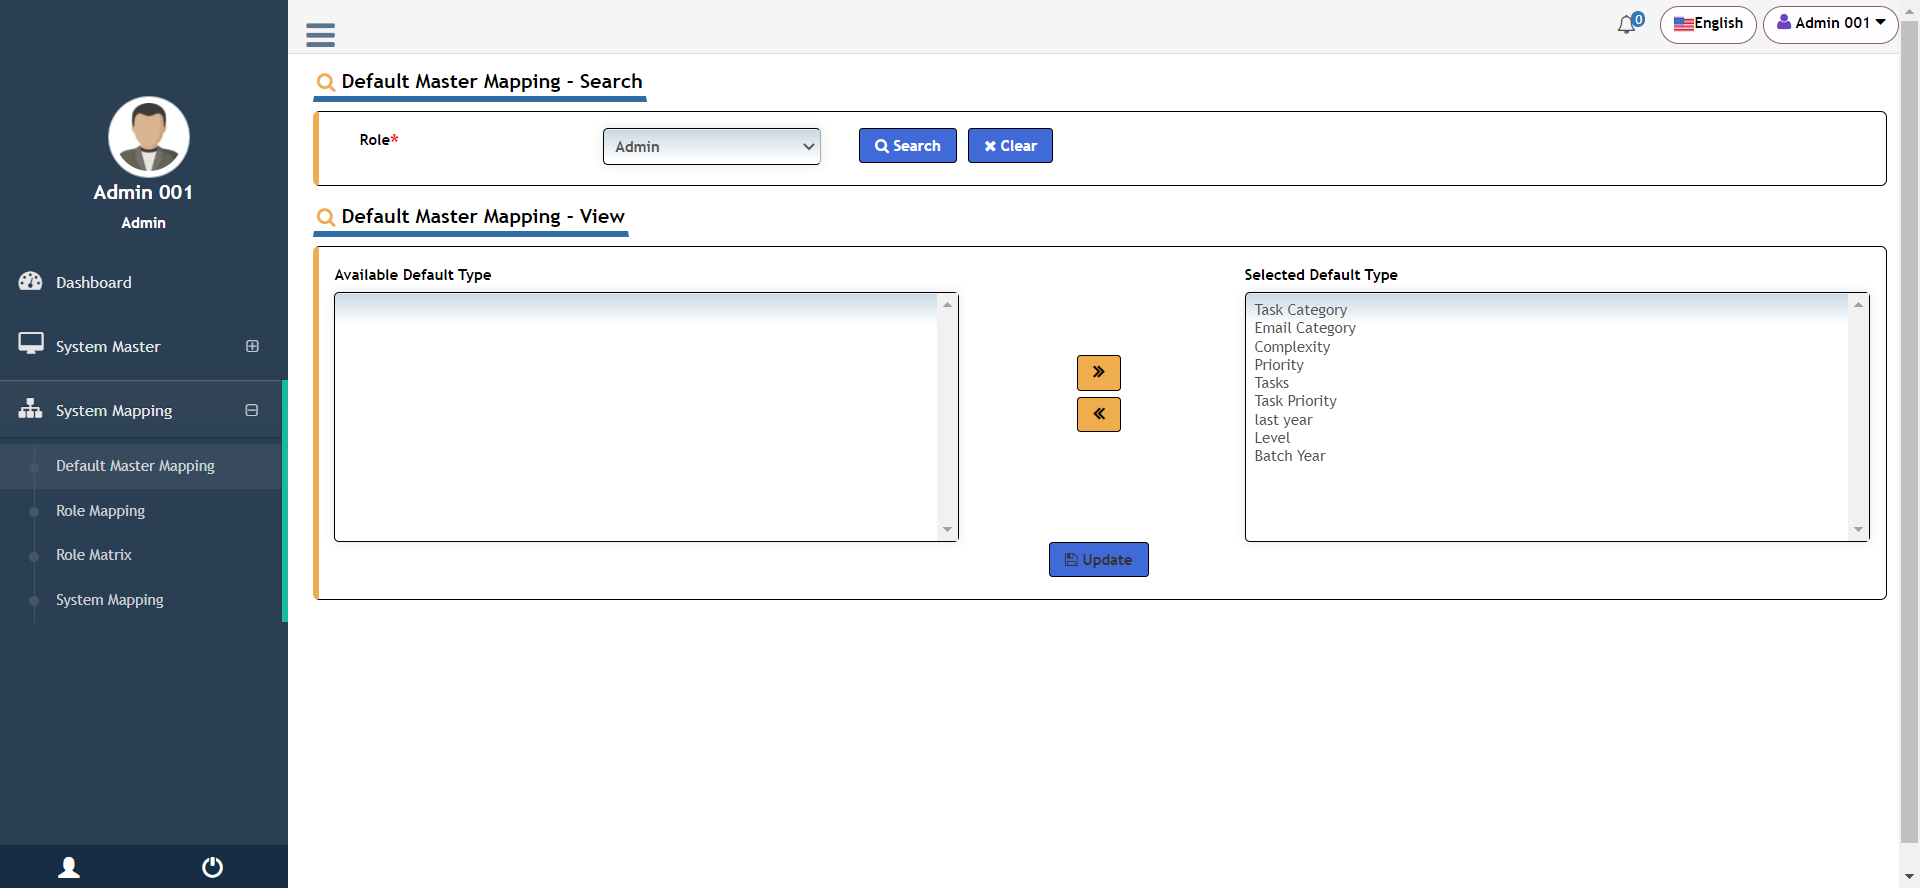 0
English
Admin 001
Admin 001
Admin
Dashboard
System Master
System Mapping
Default Master Mapping
Role Mapping
Role Matrix
System Mapping
Default Master Mapping - Search
Role*
Admin
Search
Clear
Default Master Mapping - View
Available Default Type
Selected Default Type
Task Category
Email Category
Complexity
Priority
Tasks
Task Priority
last year
Level
Batch Year
Update